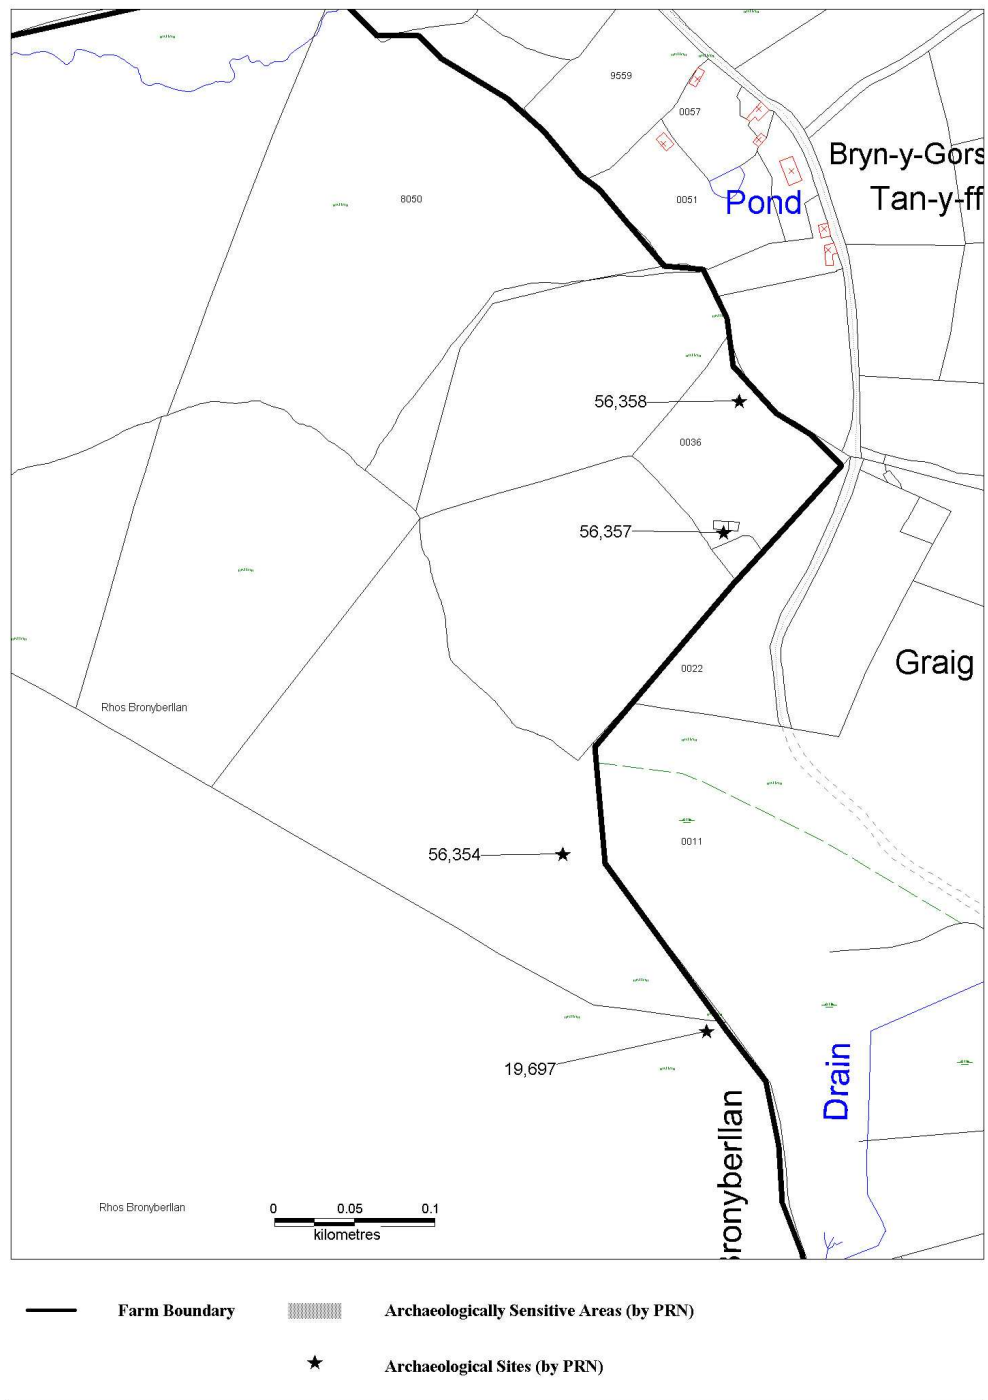 9559
0057
Bryn-y-Gors
Tan-y-ff
8050
0051
Pond
56,358
0036
56,357
Graig
0022
Rhos Bronyberllan
0011
56,354
19,697
Drain
Bronyberllan
Rhos Bronyberllan
0 0.05 0.1
kilometres
Farm Boundary
Archaeologically Sensitive Areas (by PRN)
Archaeological Sites (by PRN)